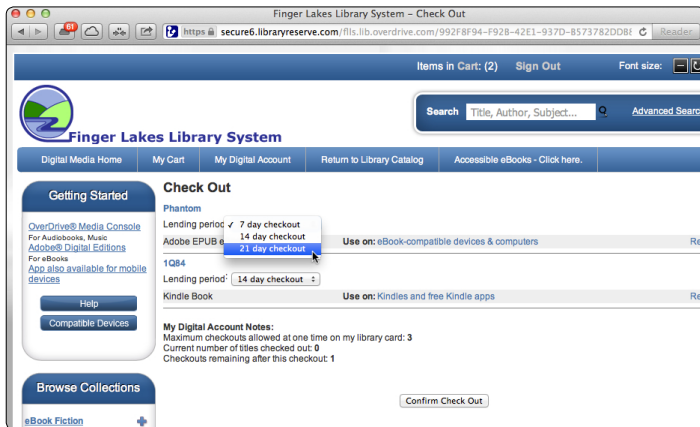 Finger Lakes Library System – Check Out
61
https secure6.libraryreserve.com/flls.lib.overdrive.com/992F8F94-F928-42E1-937D-8573782DDB8 Reader
Items in Cart: (2) Sign Out Font size:
Search Title, Author, Subject... Advanced Searc
Finger Lakes Library System
Digital Media Home My Cart My Digital Account Return to Library Catalog Accessible eBooks - Click here.
Getting Started
OverDrive® Media Console
For Audiobooks, Music
Adobe® Digital Editions
For eBooks
App also available for mobile
devices
Help
Compatible Devices
Browse Collections
eBook Fiction
Check Out
Phantom
Lending period
✓ 7 day checkout
14 day checkout
21 day checkout
Adobe EPUB e Use on: eBook-compatible devices & computers Re
1Q84
Lending period: 14 day checkout
Kindle Book Use on: Kindles and free Kindle apps Re
My Digital Account Notes:
Maximum checkouts allowed at one time on my library card: 3
Current number of titles checked out: 0
Checkouts remaining after this checkout: 1
Confirm Check Out